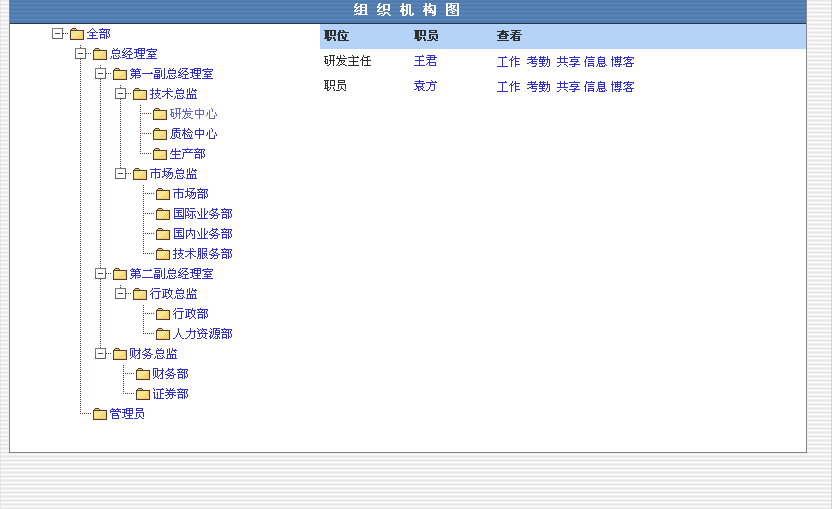 组 织 机 构 图
全部
总经理室
第一副总经理室
技术总监
研发中心
质检中心
生产部
市场总监
市场部
国际业务部
国内业务部
技术服务部
第二副总经理室
行政总监
行政部
人力资源部
财务总监
财务部
证券部
管理员
职位 职员 查看
研发主任 王君 工作 考勤 共享 信息 博客
职员 袁方 工作 考勤 共享 信息 博客